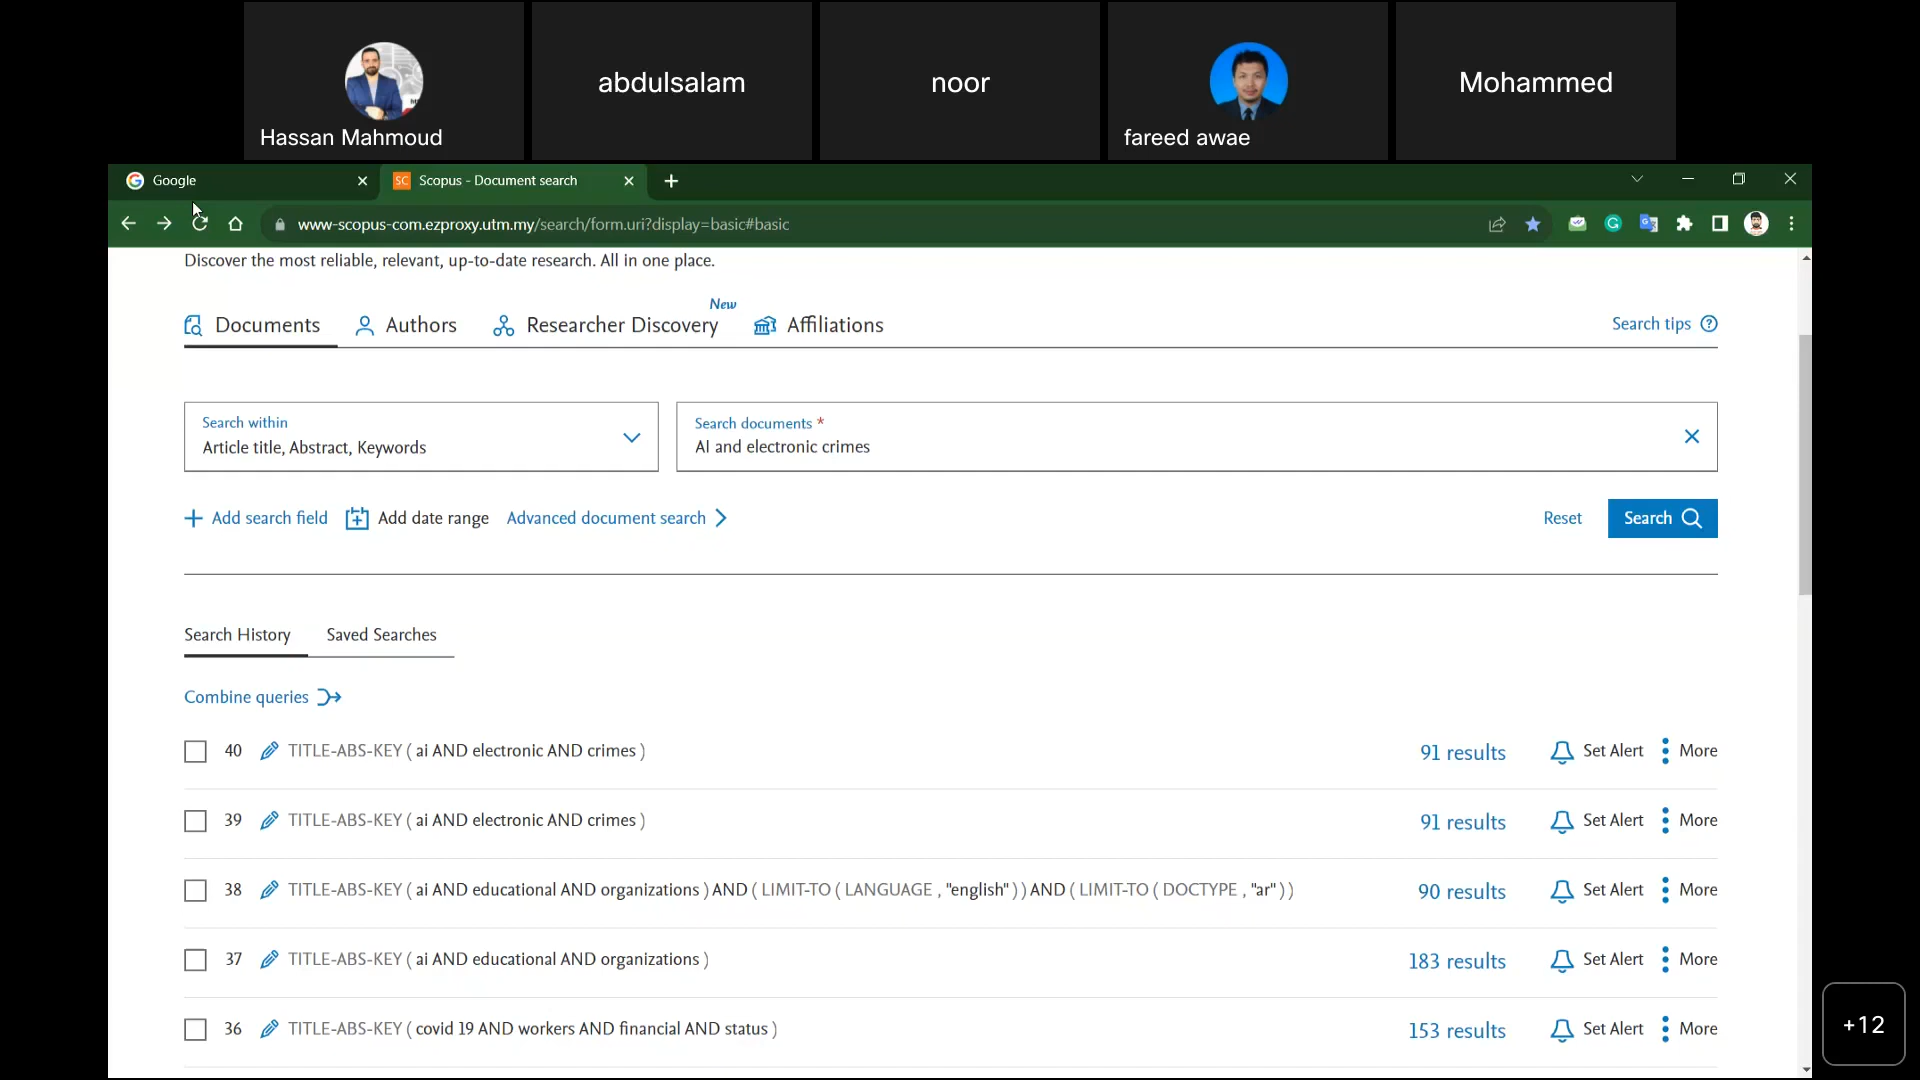 Hassan Mahmoud
abdulsalam
noor
fareed awae
Mohammed
Google
SC Scopus - Document search
www-scopus-com.ezproxy.utm.my/search/form.uri?display=basic#basic
Discover the most reliable, relevant, up-to-date research. All in one place.
New
Documents Authors Researcher Discovery Affiliations Search tips
Search within
Article title, Abstract, Keywords
Search documents *
AI and electronic crimes
Add search field Add date range Advanced document search Reset Search
Search History Saved Searches
Combine queries
40 TITLE-ABS-KEY ( ai AND electronic AND crimes ) 91 results Set Alert More
39 TITLE-ABS-KEY ( ai AND electronic AND crimes ) 91 results Set Alert More
38 TITLE-ABS-KEY ( ai AND educational AND organizations ) AND ( LIMIT-TO ( LANGUAGE , "english" ) ) AND ( LIMIT-TO ( DOCTYPE , "ar" ) ) 90 results Set Alert More
37 TITLE-ABS-KEY ( ai AND educational AND organizations ) 183 results Set Alert More
36 TITLE-ABS-KEY ( covid 19 AND workers AND financial AND status ) 153 results Set Alert More
+12